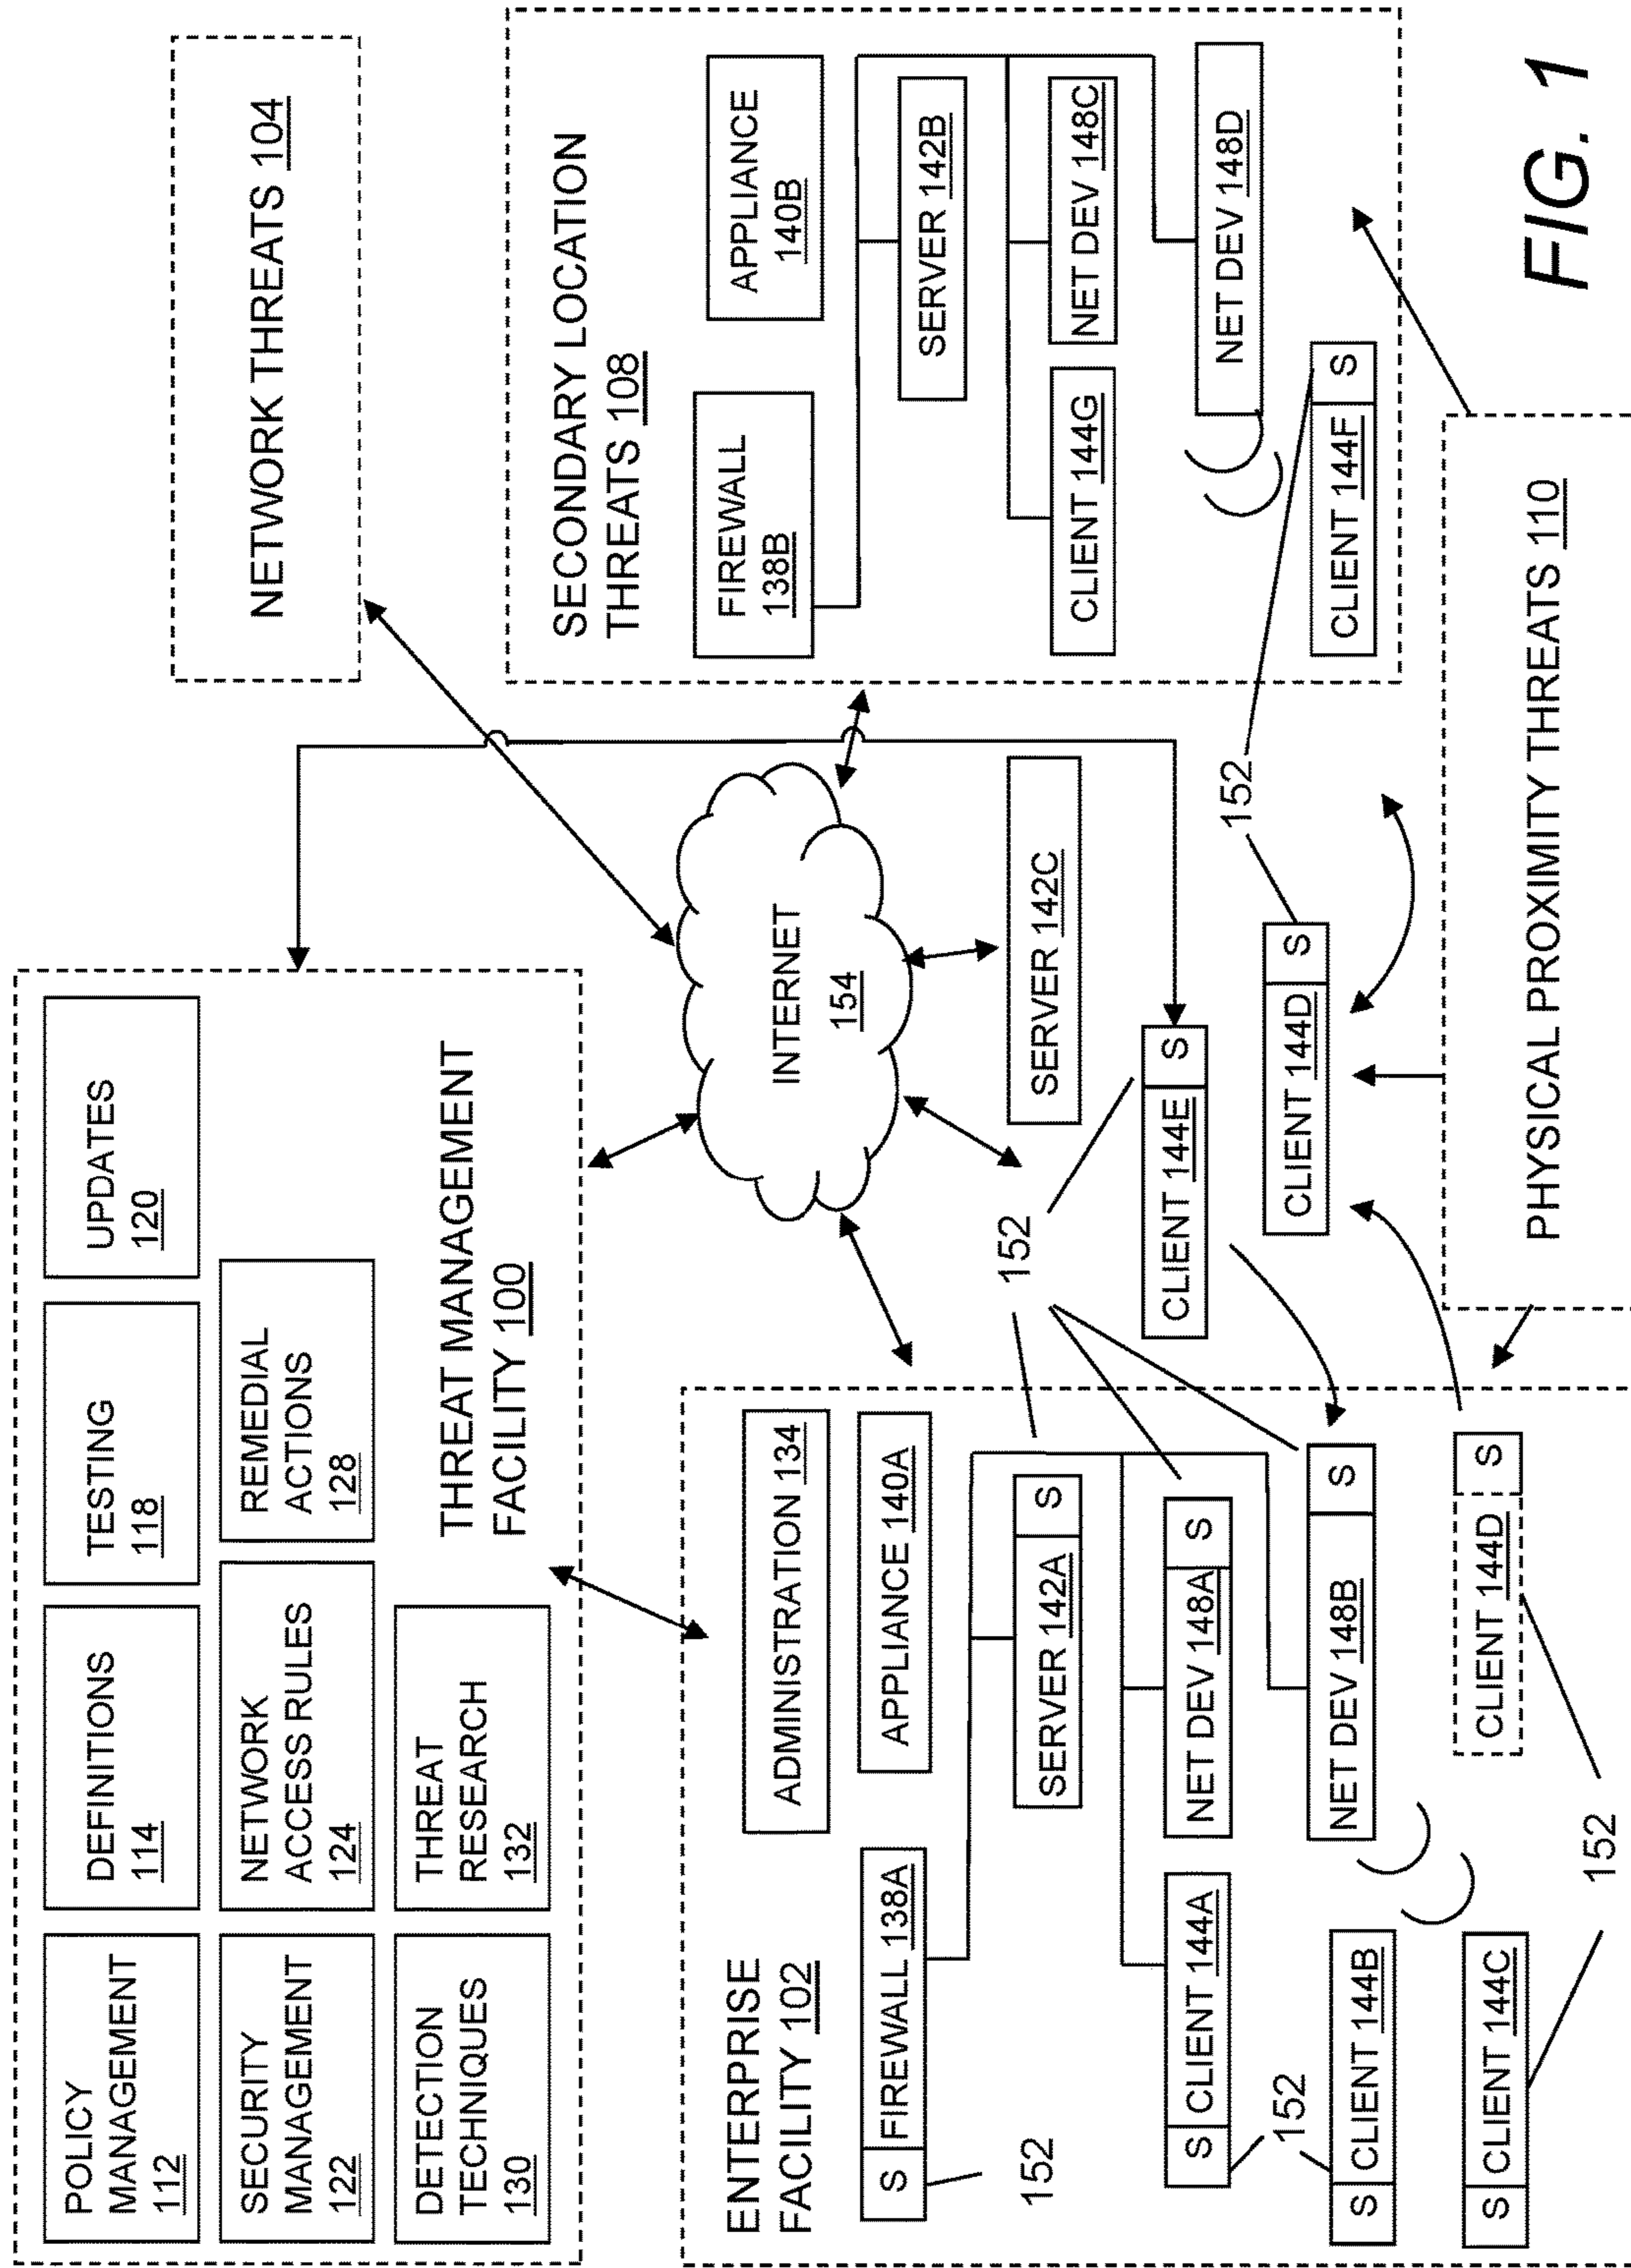 POLICY
MANAGEMENT
112
DEFINITIONS
114
TESTING
118
UPDATES
120
SECURITY
MANAGEMENT
122
NETWORK
ACCESS RULES
124
REMEDIAL
ACTIONS
128
DETECTION
TECHNIQUES
130
THREAT
RESEARCH
132
THREAT MANAGEMENT
FACILITY 100
NETWORK THREATS 104
INTERNET
154
ENTERPRISE
FACILITY 102
ADMINISTRATION 134
S FIREWALL 138A
APPLIANCE 140A
152
152
SERVER 142A S
S CLIENT 144A
NET DEV 148A S
152
S CLIENT 144B
NET DEV 148B S
S CLIENT 144C
CLIENT 144D S
152
SERVER 142C
CLIENT 144E S
152
CLIENT 144D S
SECONDARY LOCATION
THREATS 108
FIREWALL
138B
APPLIANCE
140B
SERVER 142B
CLIENT 144G
NET DEV 148C
NET DEV 148D
CLIENT 144F S
PHYSICAL PROXIMITY THREATS 110
FIG. 1